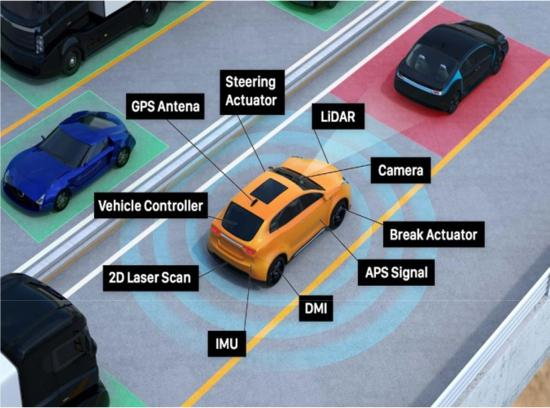 Steering
Actuator
GPS Antena
LiDAR
Camera
Vehicle Controller
Break Actuator
2D Laser Scan
APS Signal
DMI
IMU